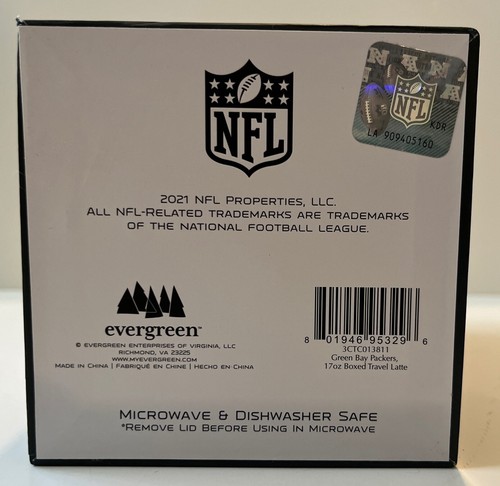 NFL
NFL
KDR
LA 909405160
2021 NFL PROPERTIES, LLC.
ALL NFL-RELATED TRADEMARKS ARE TRADEMARKS
OF THE NATIONAL FOOTBALL LEAGUE.
evergreen™
© EVERGREEN ENTERPRISES OF VIRGINIA, LLC
RICHMOND, VA 23225
WWW.MYEVERGREEN.COM
MADE IN CHINA | FABRIQUÉ EN CHINE | HECHO EN CHINA
8 01946 95329 6
3CTC013811
Green Bay Packers,
17oz Boxed Travel Latte
MICROWAVE & DISHWASHER SAFE
*REMOVE LID BEFORE USING IN MICROWAVE